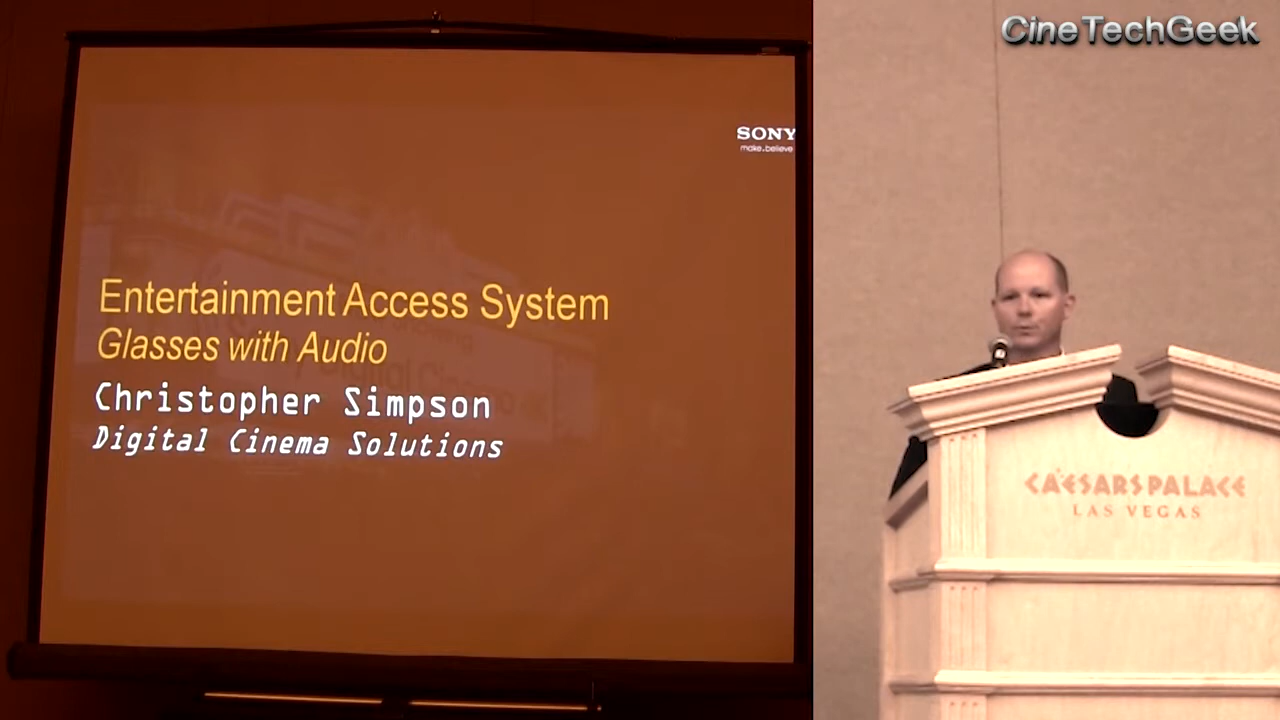 CineTechGeek
SONY
make.believe
Entertainment Access System
Glasses with Audio
Christopher Simpson
Digital Cinema Solutions
CAESARS PALACE
LAS VEGAS